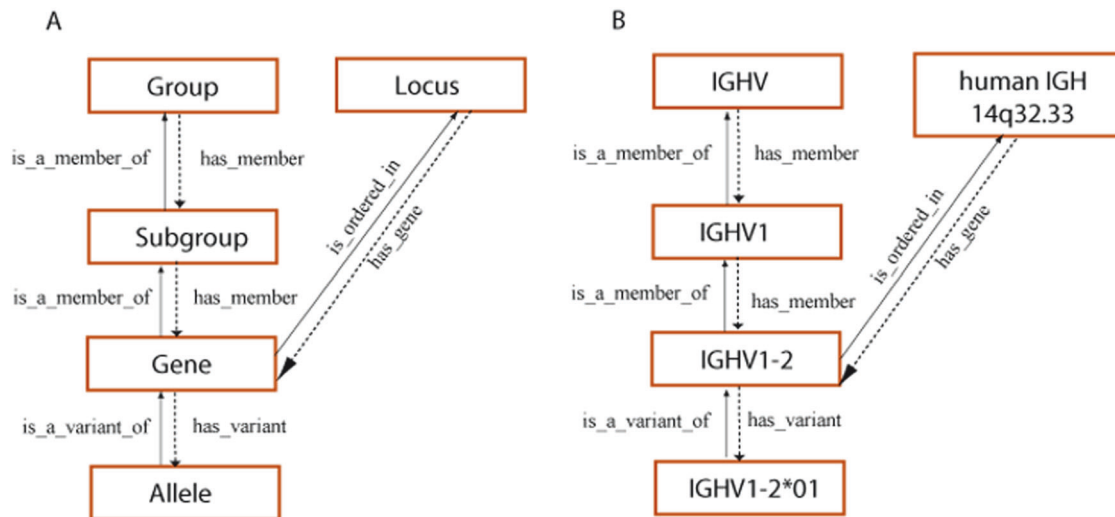 A
Group
Locus
is_a_member_of
has_member
Subgroup
is_ordered_in
has_gene
is_a_member_of
has_member
Gene
is_a_variant_of
has_variant
Allele
B
IGHV
human IGH
14q32.33
is_a_member_of
has_member
IGHV1
is_ordered_in
has_gene
is_a_member_of
has_member
IGHV1-2
is_a_variant_of
has_variant
IGHV1-2*01